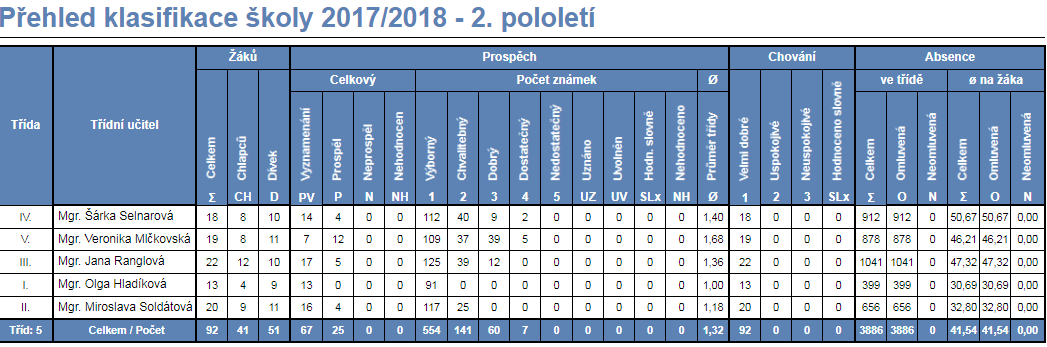 Přehled klasifikace školy 2017/2018 - 2. pololetí
Třída Třídní učitel Žáků Prospěch Chování Absence
Celkový Počet známek Ø ve třídě ø na žáka
Celkem Chlapců Dívek Vyznamenání Prospěl Neprospěl Nehodnocen Výborný Chvalitebný Dobrý Dostatečný Nedostatečný Uznáno Uvolněn Hodn. slovně Nehodnoceno Průměr třídy Velmi dobré Uspokojivé Neuspokojivé Hodnoceno slovně Celkem Omluvená Neomluvená Celkem Omluvená Neomluvená
Σ CH D PV P N NH 1 2 3 4 5 UZ UV SLx NH Ø 1 2 3 SLx Σ O N Σ O N
IV. Mgr. Šárka Selnarová 18 8 10 14 4 0 0 112 40 9 2 0 0 0 0 0 1,40 18 0 0 0 912 912 0 50,67 50,67 0,00
V. Mgr. Veronika Mlčkovská 19 8 11 7 12 0 0 109 37 39 5 0 0 0 0 0 1,68 19 0 0 0 878 878 0 46,21 46,21 0,00
III. Mgr. Jana Ranglová 22 12 10 17 5 0 0 125 39 12 0 0 0 0 0 0 1,36 22 0 0 0 1041 1041 0 47,32 47,32 0,00
I. Mgr. Olga Hladíková 13 4 9 13 0 0 0 91 0 0 0 0 0 0 0 0 1,00 13 0 0 0 399 399 0 30,69 30,69 0,00
II. Mgr. Miroslava Soldátová 20 9 11 16 4 0 0 117 25 0 0 0 0 0 0 0 1,18 20 0 0 0 656 656 0 32,80 32,80 0,00
Tříd: 5 Celkem / Počet 92 41 51 67 25 0 0 554 141 60 7 0 0 0 0 0 1,32 92 0 0 0 3886 3886 0 41,54 41,54 0,00